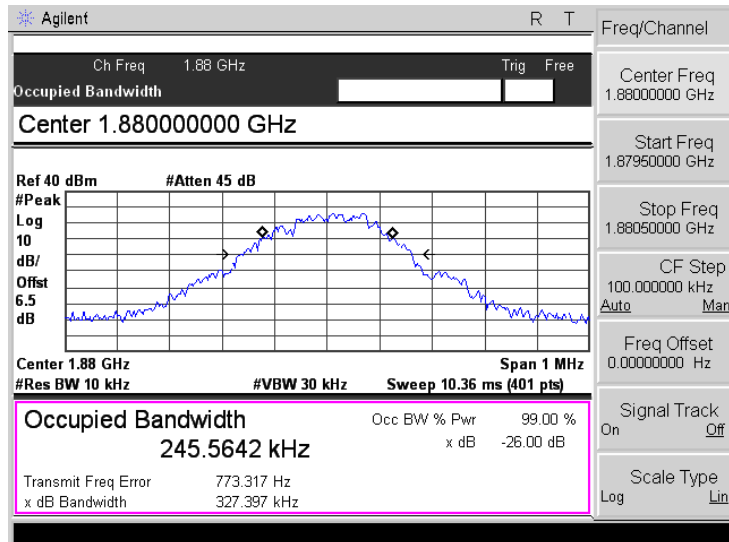 Agilent
R T
Freq/Channel
Ch Freq 1.88 GHz
Trig Free
Occupied Bandwidth
Center 1.880000000 GHz
Ref 40 dBm #Atten 45 dB
#Peak
Log
10
dB/
Offst
6.5
dB
Center 1.88 GHz
Span 1 MHz
#Res BW 10 kHz
#VBW 30 kHz
Sweep 10.36 ms (401 pts)
Occupied Bandwidth
245.5642 kHz
Occ BW % Pwr 99.00 %
x dB -26.00 dB
Transmit Freq Error 773.317 Hz
x dB Bandwidth 327.397 kHz
Center Freq
1.88000000 GHz
Start Freq
1.87950000 GHz
Stop Freq
1.88050000 GHz
CF Step
100.000000 kHz
Auto Man
Freq Offset
0.00000000 Hz
Signal Track
On Off
Scale Type
Log Lin